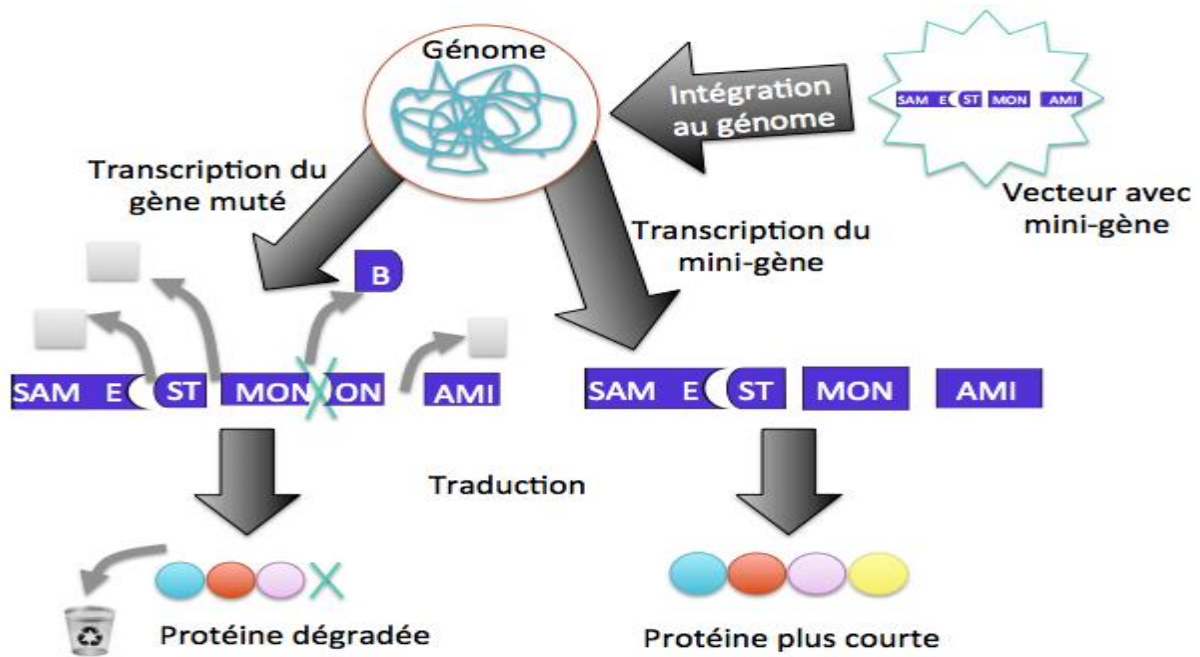 Génome
Intégration
au génome
SAM E ST MON AMI
Vecteur avec
mini-gène
Transcription du
gène muté
Transcription du
mini-gène
B
SAM E ST MON ON AMI
SAM E ST MON AMI
Traduction
Protéine dégradée
Protéine plus courte